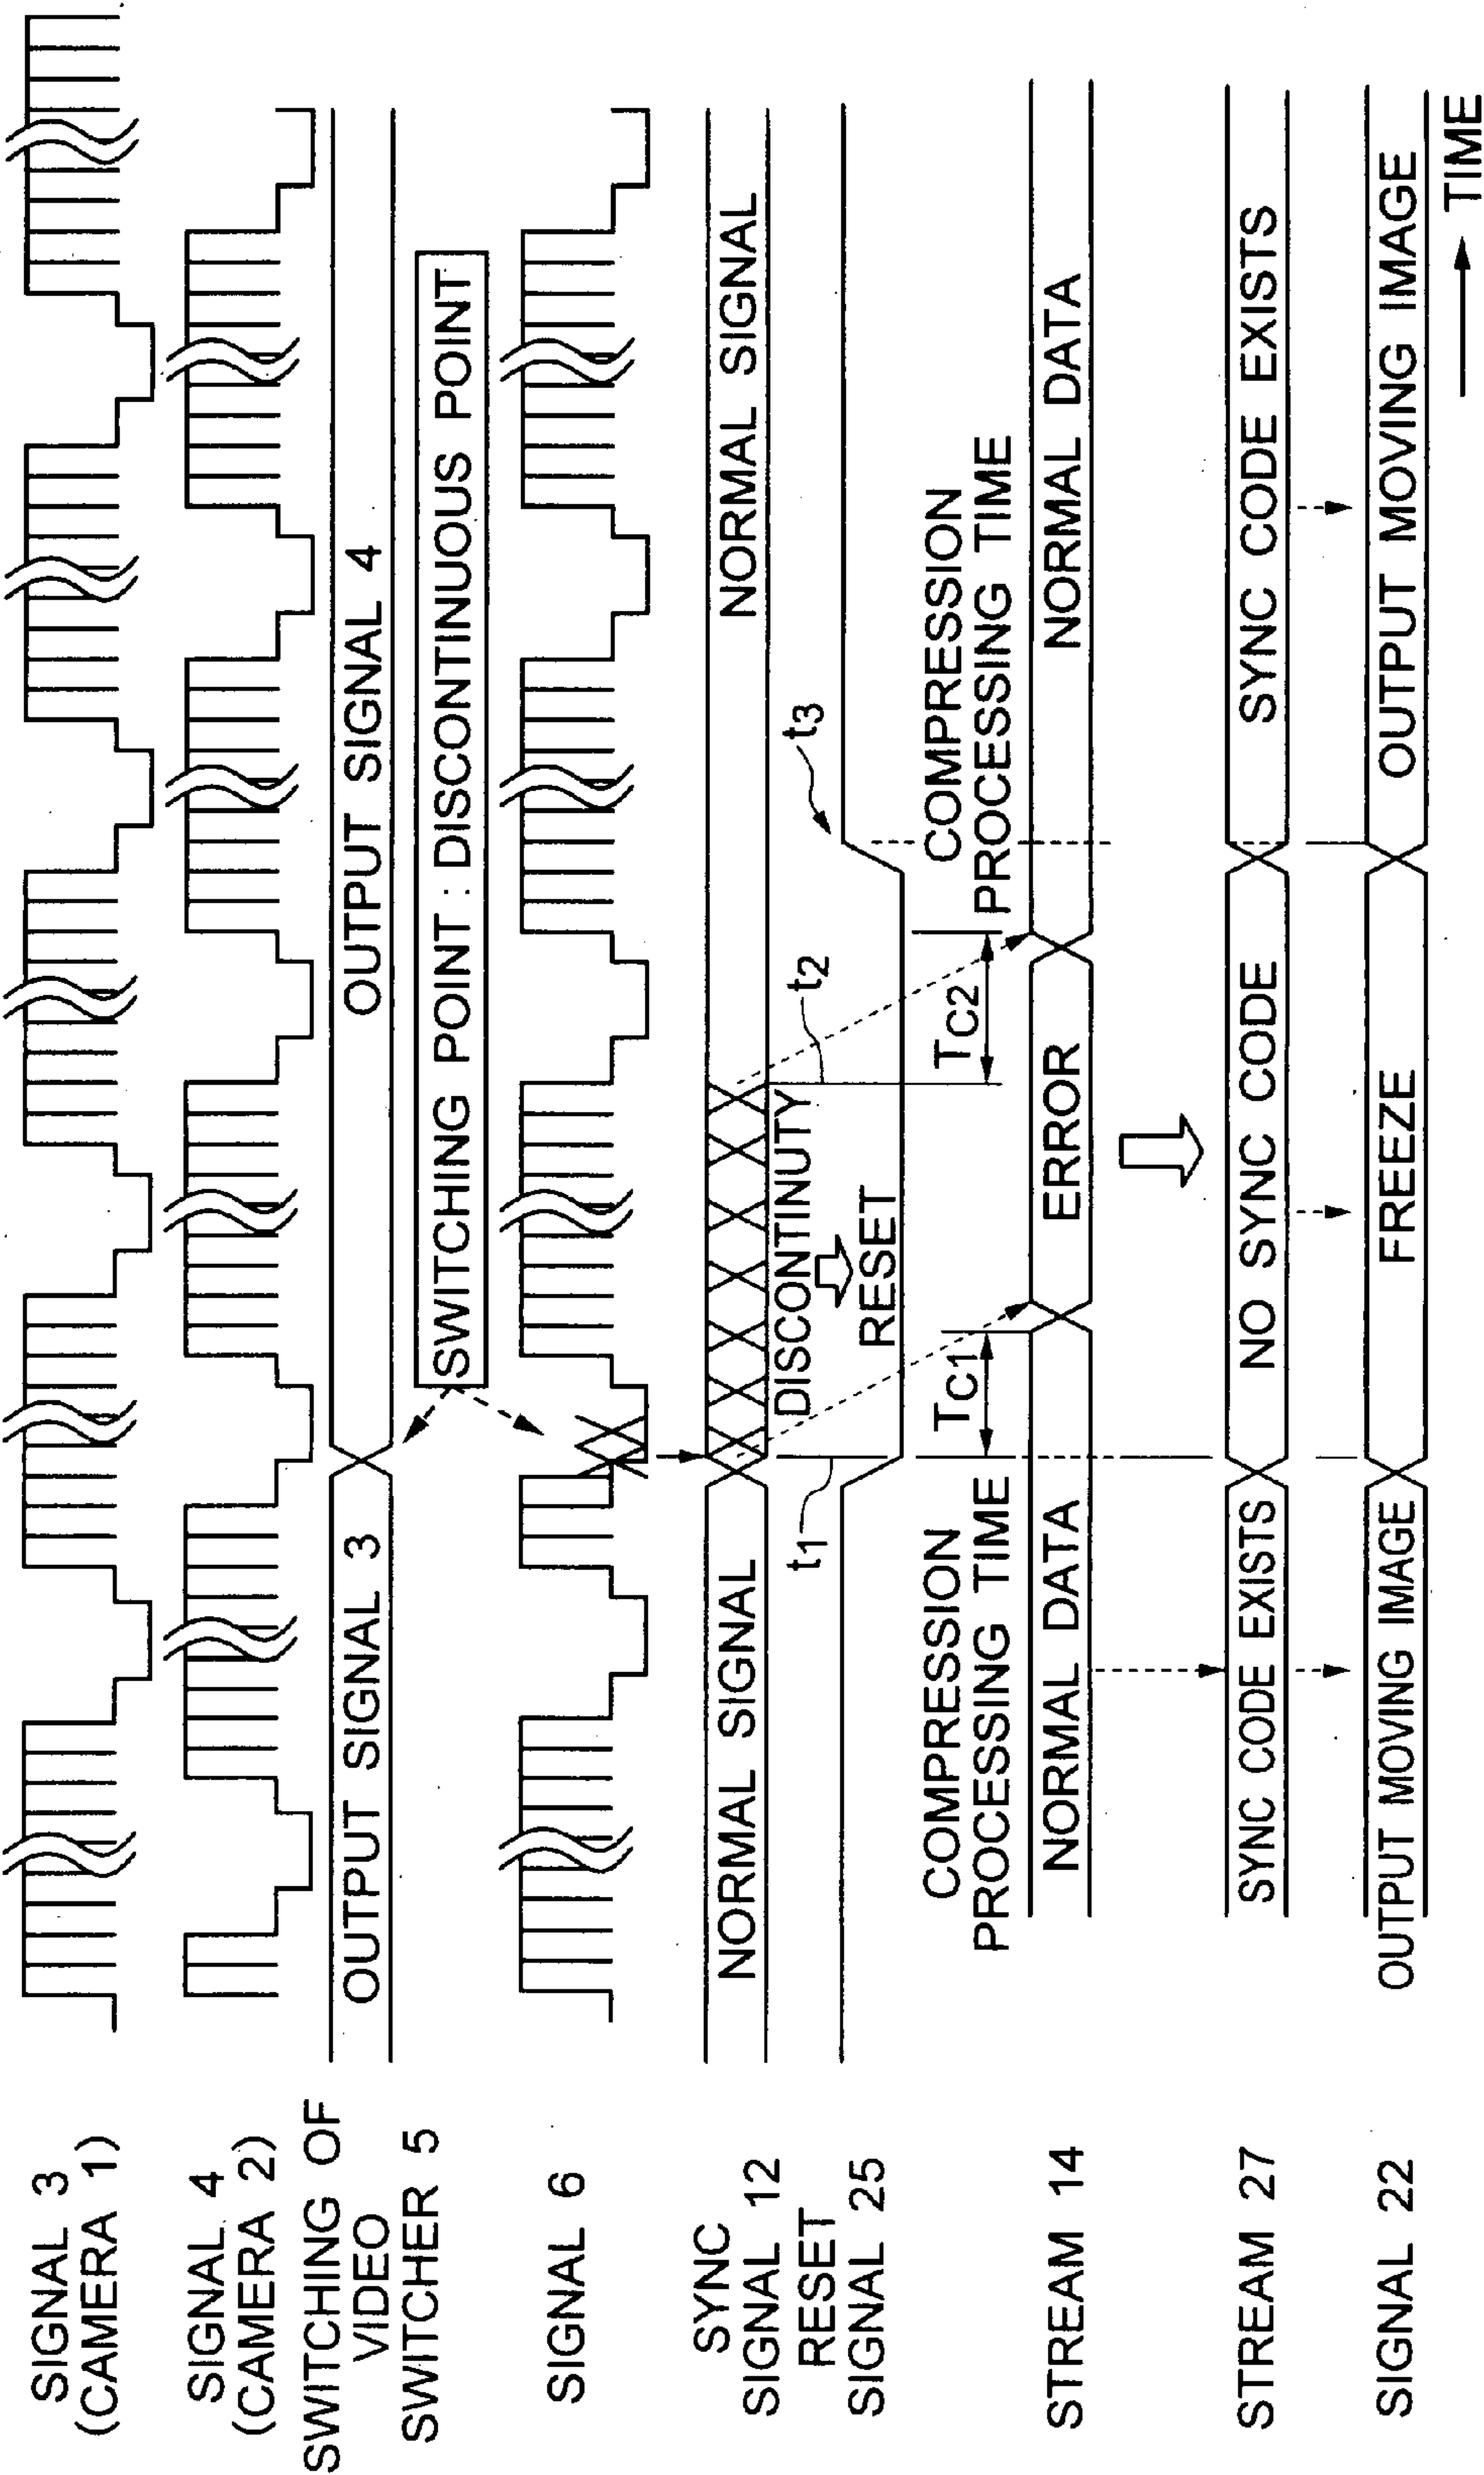 SIGNAL 3
(CAMERA 1)
SIGNAL 4
(CAMERA 2)
SWITCHING OF
VIDEO
SWITCHER 5
OUTPUT SIGNAL 3
OUTPUT SIGNAL 4
SWITCHING POINT : DISCONTINUOUS POINT
SIGNAL 6
SYNC
SIGNAL 12
NORMAL SIGNAL
NORMAL SIGNAL
DISCONTINUTY
RESET
SIGNAL 25
t1
RESET
t2
t3
COMPRESSION
PROCESSING TIME
TC1
TC2
COMPRESSION
PROCESSING TIME
STREAM 14
NORMAL DATA
ERROR
NORMAL DATA
STREAM 27
SYNC CODE EXISTS
NO SYNC CODE
SYNC CODE EXISTS
SIGNAL 22
OUTPUT MOVING IMAGE
FREEZE
OUTPUT MOVING IMAGE
TIME